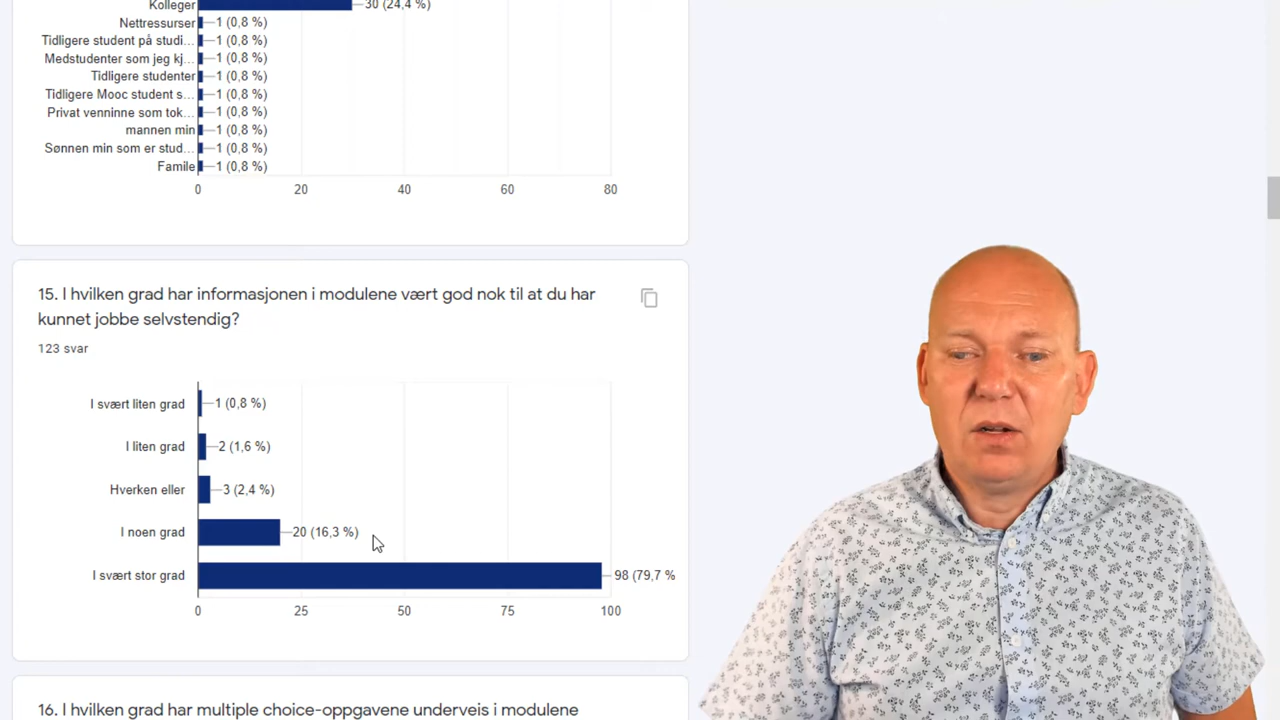 Kolleger 30 (24,4 %)
Nettressurser 1 (0,8 %)
Tidligere student på studi... 1 (0,8 %)
Medstudenter som jeg kj... 1 (0,8 %)
Tidligere studenter 1 (0,8 %)
Tidligere Mooc student s... 1 (0,8 %)
Privat venninne som tok... 1 (0,8 %)
mannen min 1 (0,8 %)
Sønnen min som er stud... 1 (0,8 %)
Famile 1 (0,8 %)
0 20 40 60 80
15. I hvilken grad har informasjonen i modulene vært god nok til at du har
kunnet jobbe selvstendig?
123 svar
I svært liten grad 1 (0,8 %)
I liten grad 2 (1,6 %)
Hverken eller 3 (2,4 %)
I noen grad 20 (16,3 %)
I svært stor grad 98 (79,7 %
0 25 50 75 100
16. I hvilken grad har multiple choice-oppgavene underveis i modulene